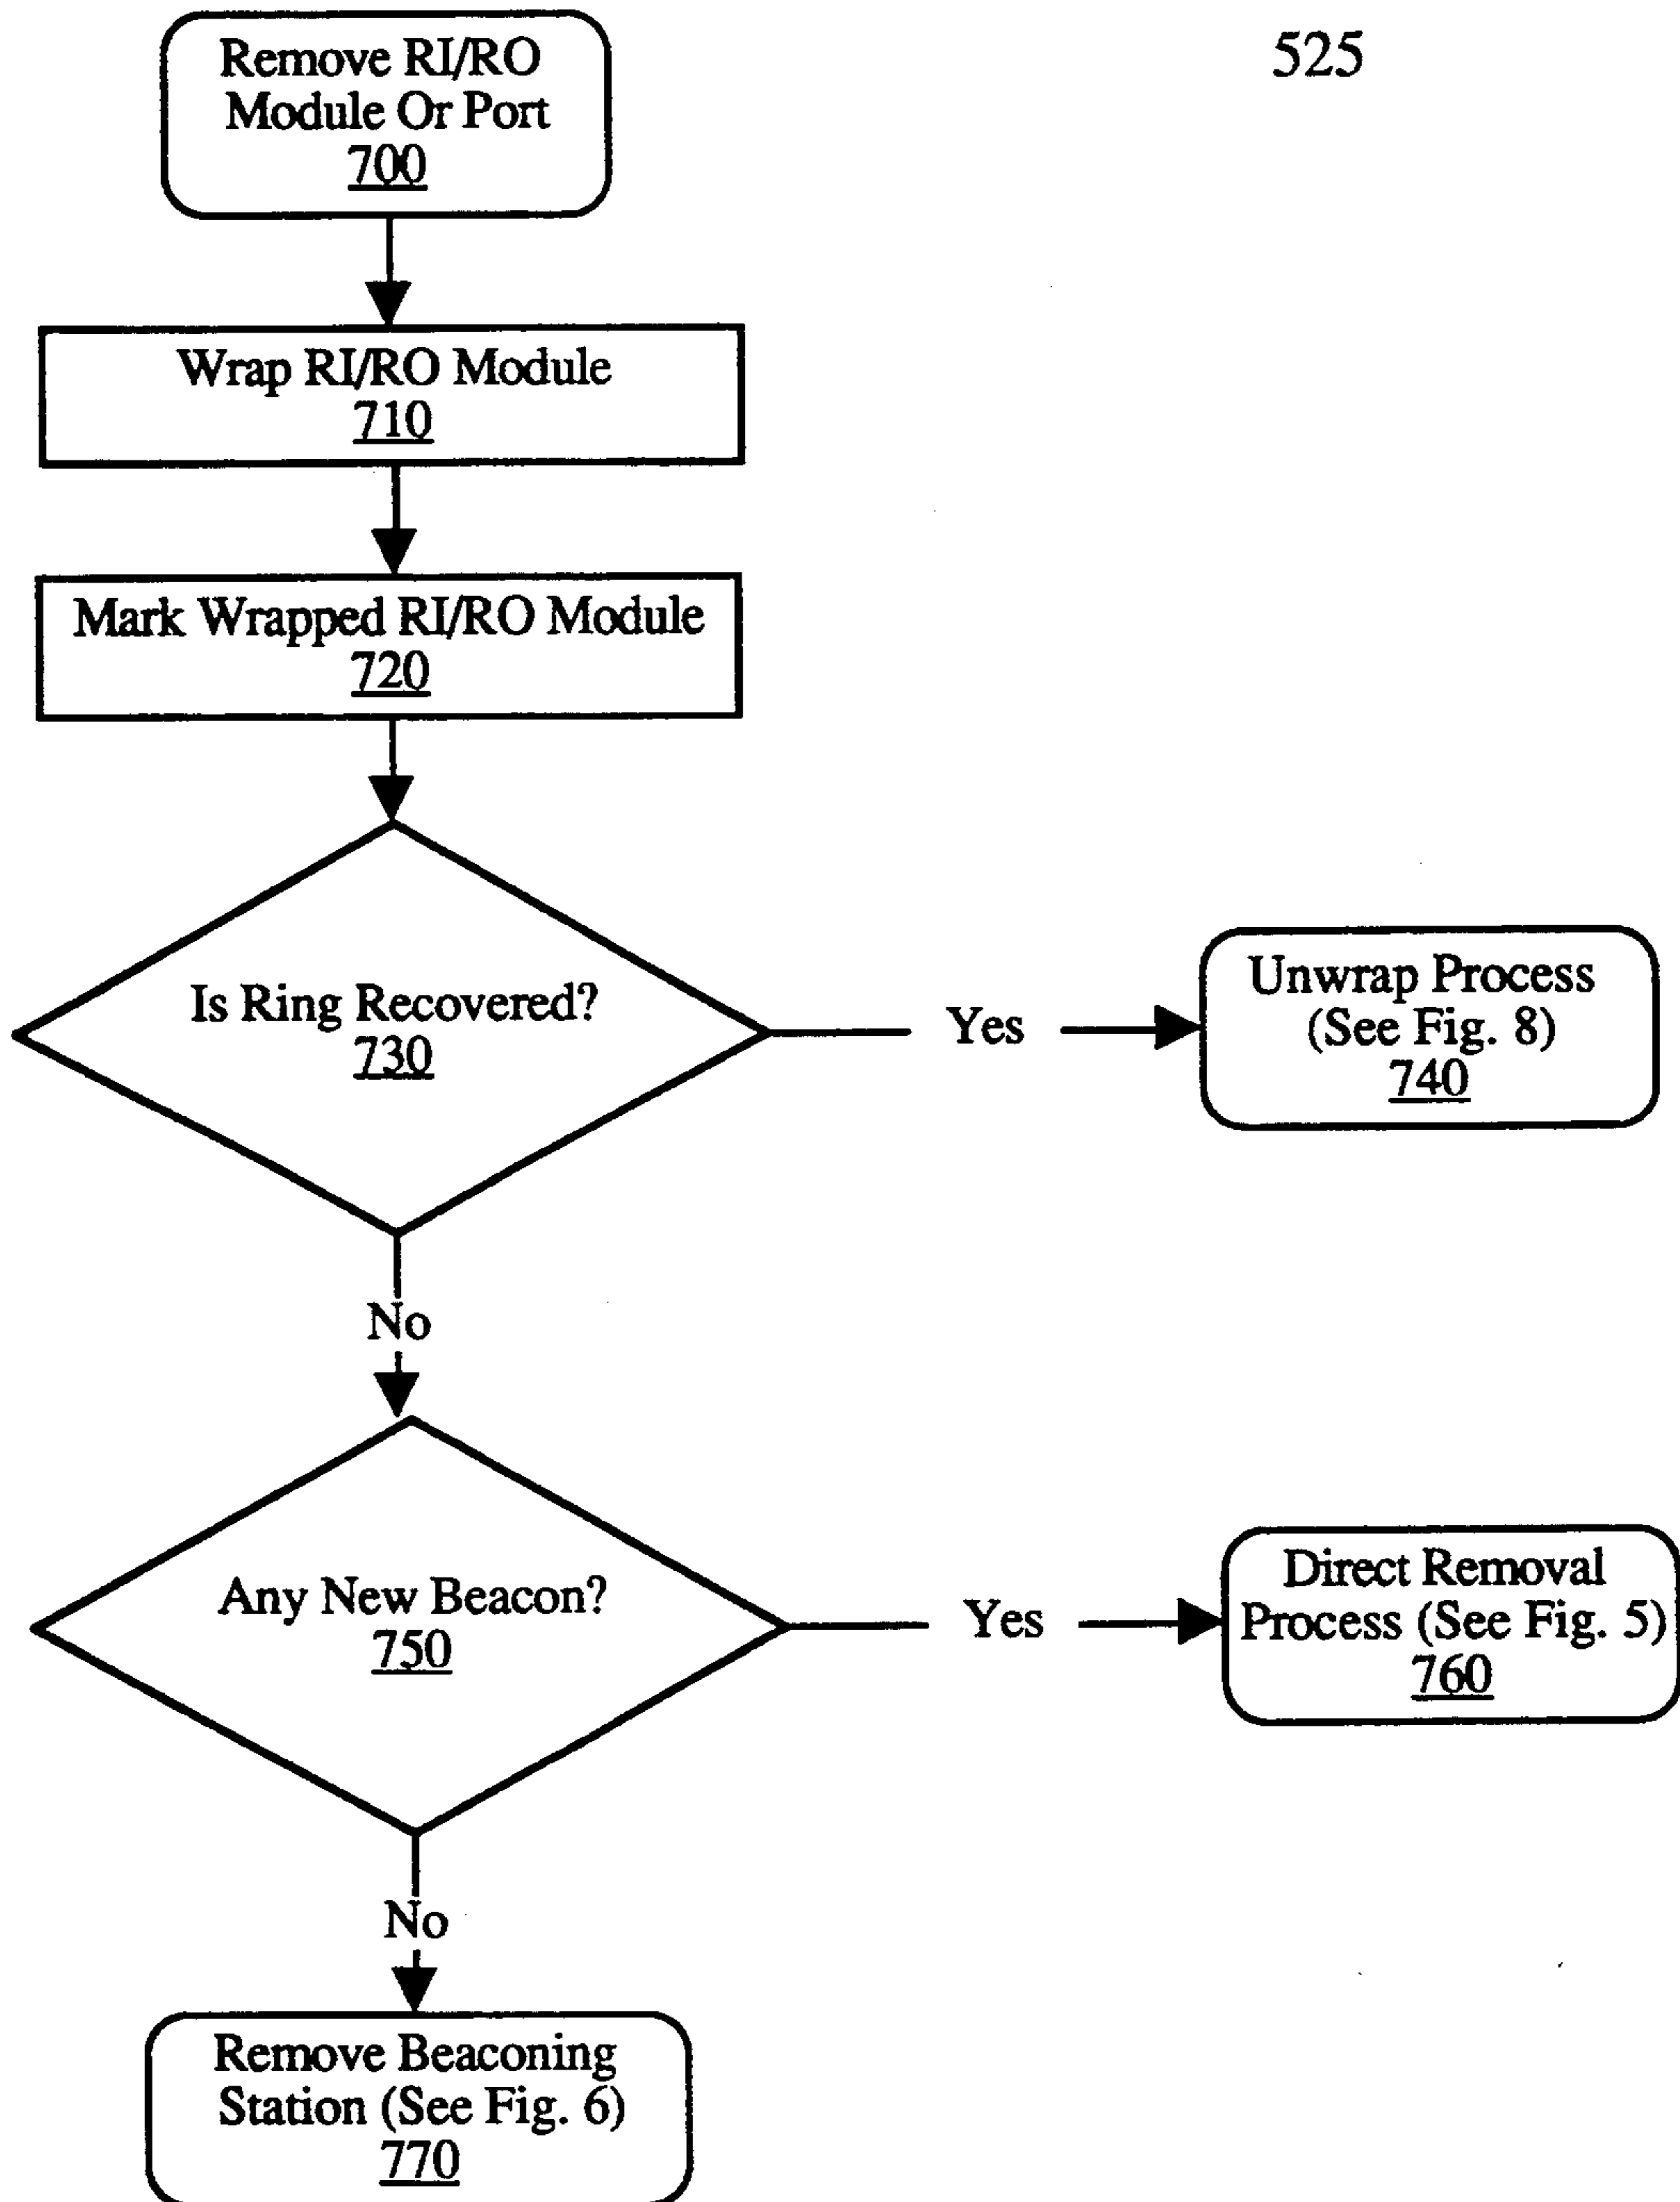 525
Remove RI/RO
Module Or Port
700
Wrap RI/RO Module
710
Mark Wrapped RI/RO Module
720
Is Ring Recovered?
730
Yes
Unwrap Process
(See Fig. 8)
740
No
Any New Beacon?
750
Yes
Direct Removal
Process (See Fig. 5)
760
No
Remove Beaconing
Station (See Fig. 6)
770